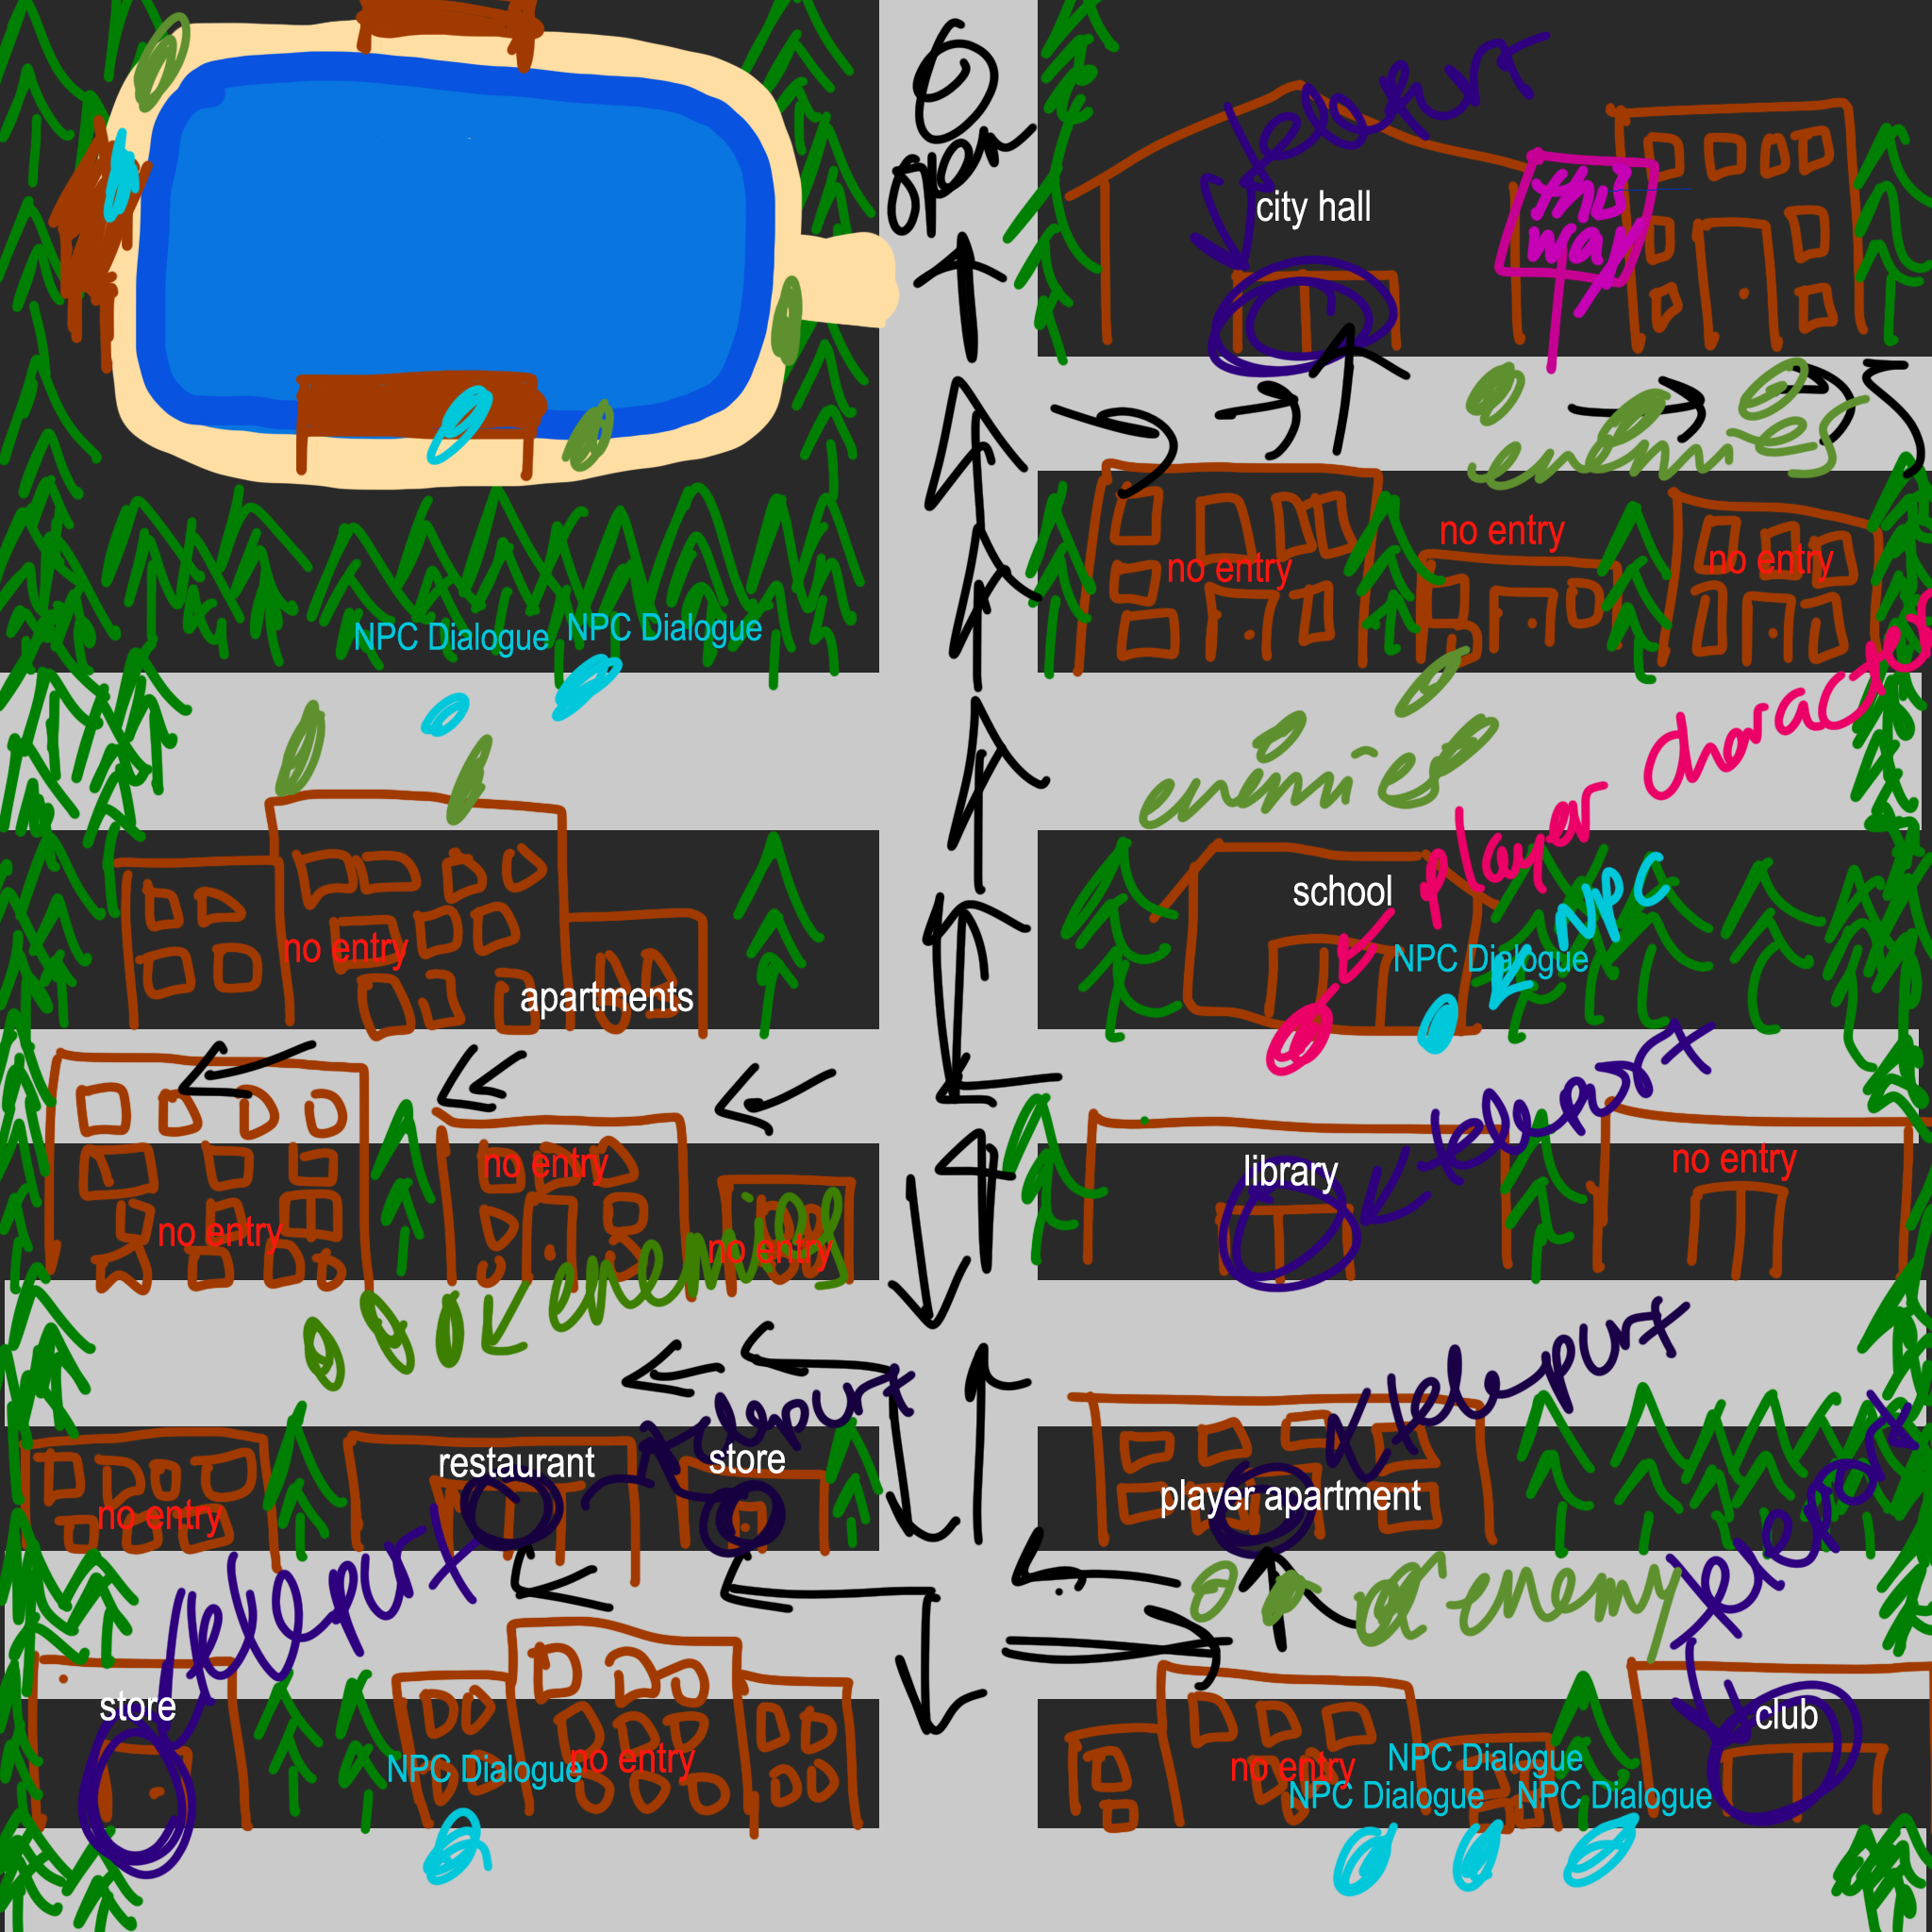 open
teleport
city hall
this
way
enemies
no entry
no entry
no entry
NPC Dialogue
NPC Dialogue
enemies
player character
school
NPC
NPC Dialogue
no entry
apartments
teleport
library
no entry
no entry
no entry
no entry
enemies
teleport
teleport
restaurant
store
player apartment
no entry
teleport
teleport
enemy
store
club
NPC Dialogue
no entry
no entry
NPC Dialogue
NPC Dialogue
NPC Dialogue